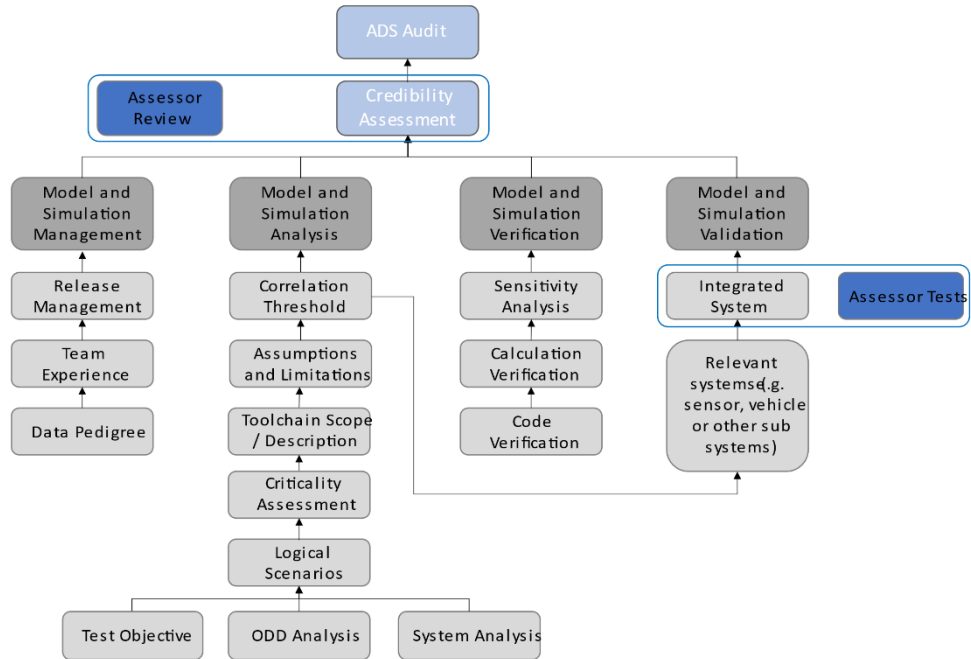 ADS Audit
Assessor
Review
Credibility
Assessment
Model and
Simulation
Management
Model and
Simulation
Analysis
Model and
Simulation
Verification
Model and
Simulation
Validation
Release
Management
Correlation
Threshold
Sensitivity
Analysis
Integrated
System
Assessor Tests
Team
Experience
Assumptions
and Limitations
Calculation
Verification
Relevant
systemse(.g.
sensor, vehicle
or other sub
systems)
Data Pedigree
Toolchain Scope
/ Description
Code
Verification
Criticality
Assessment
Logical
Scenarios
Test Objective
ODD Analysis
System Analysis